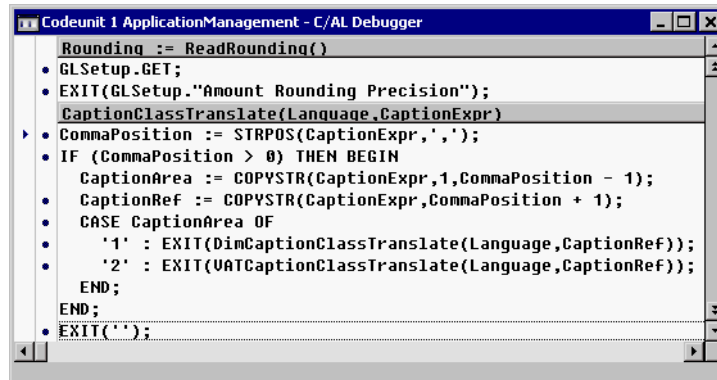 Codeunit 1 ApplicationManagement - C/AL Debugger
Rounding := ReadRounding()
GLSetup.GET;
EXIT(GLSetup."Amount Rounding Precision");
CaptionClassTranslate(Language,CaptionExpr)
CommaPosition := STRPOS(CaptionExpr,',');
IF (CommaPosition > 0) THEN BEGIN
CaptionArea := COPYSTR(CaptionExpr,1,CommaPosition - 1);
CaptionRef := COPYSTR(CaptionExpr,CommaPosition + 1);
CASE CaptionArea OF
'1' : EXIT(DimCaptionClassTranslate(Language,CaptionRef));
'2' : EXIT(VATCaptionClassTranslate(Language,CaptionRef));
END;
END;
EXIT('');